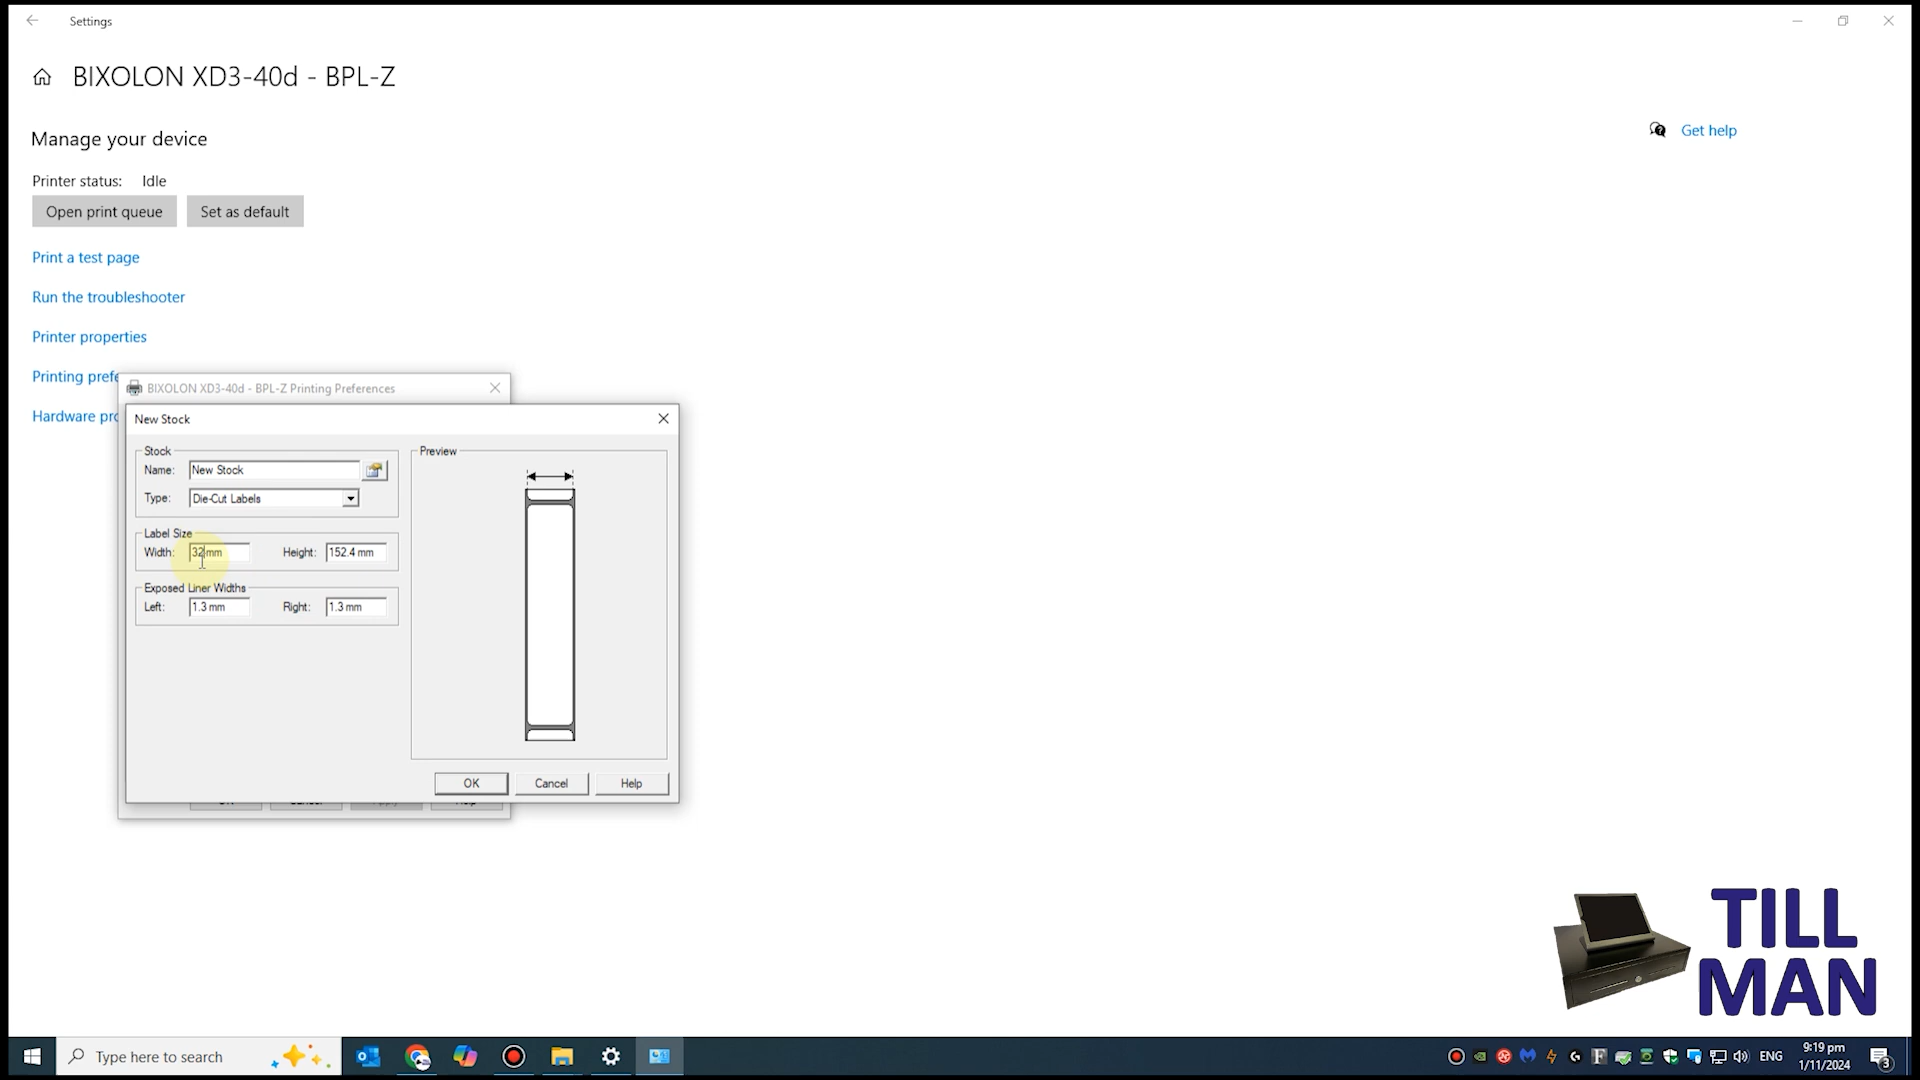 Settings
BIXOLON XD3-40d - BPL-Z
Manage your device
Get help
Printer status: Idle
Open print queue
Set as default
Print a test page
Run the troubleshooter
Printer properties
Printing prefe
BIXOLON XD3-40d - BPL-Z Printing Preferences
Hardware pro
New Stock
Stock
Name: New Stock
Type: Die-Cut Labels
Label Size
Width: 32mm Height: 152.4 mm
Exposed Liner Widths
Left: 1.3 mm Right: 1.3 mm
Preview
OK
Cancel
Help
TILL
MAN
Type here to search
ENG
9:19 pm
1/11/2024
3